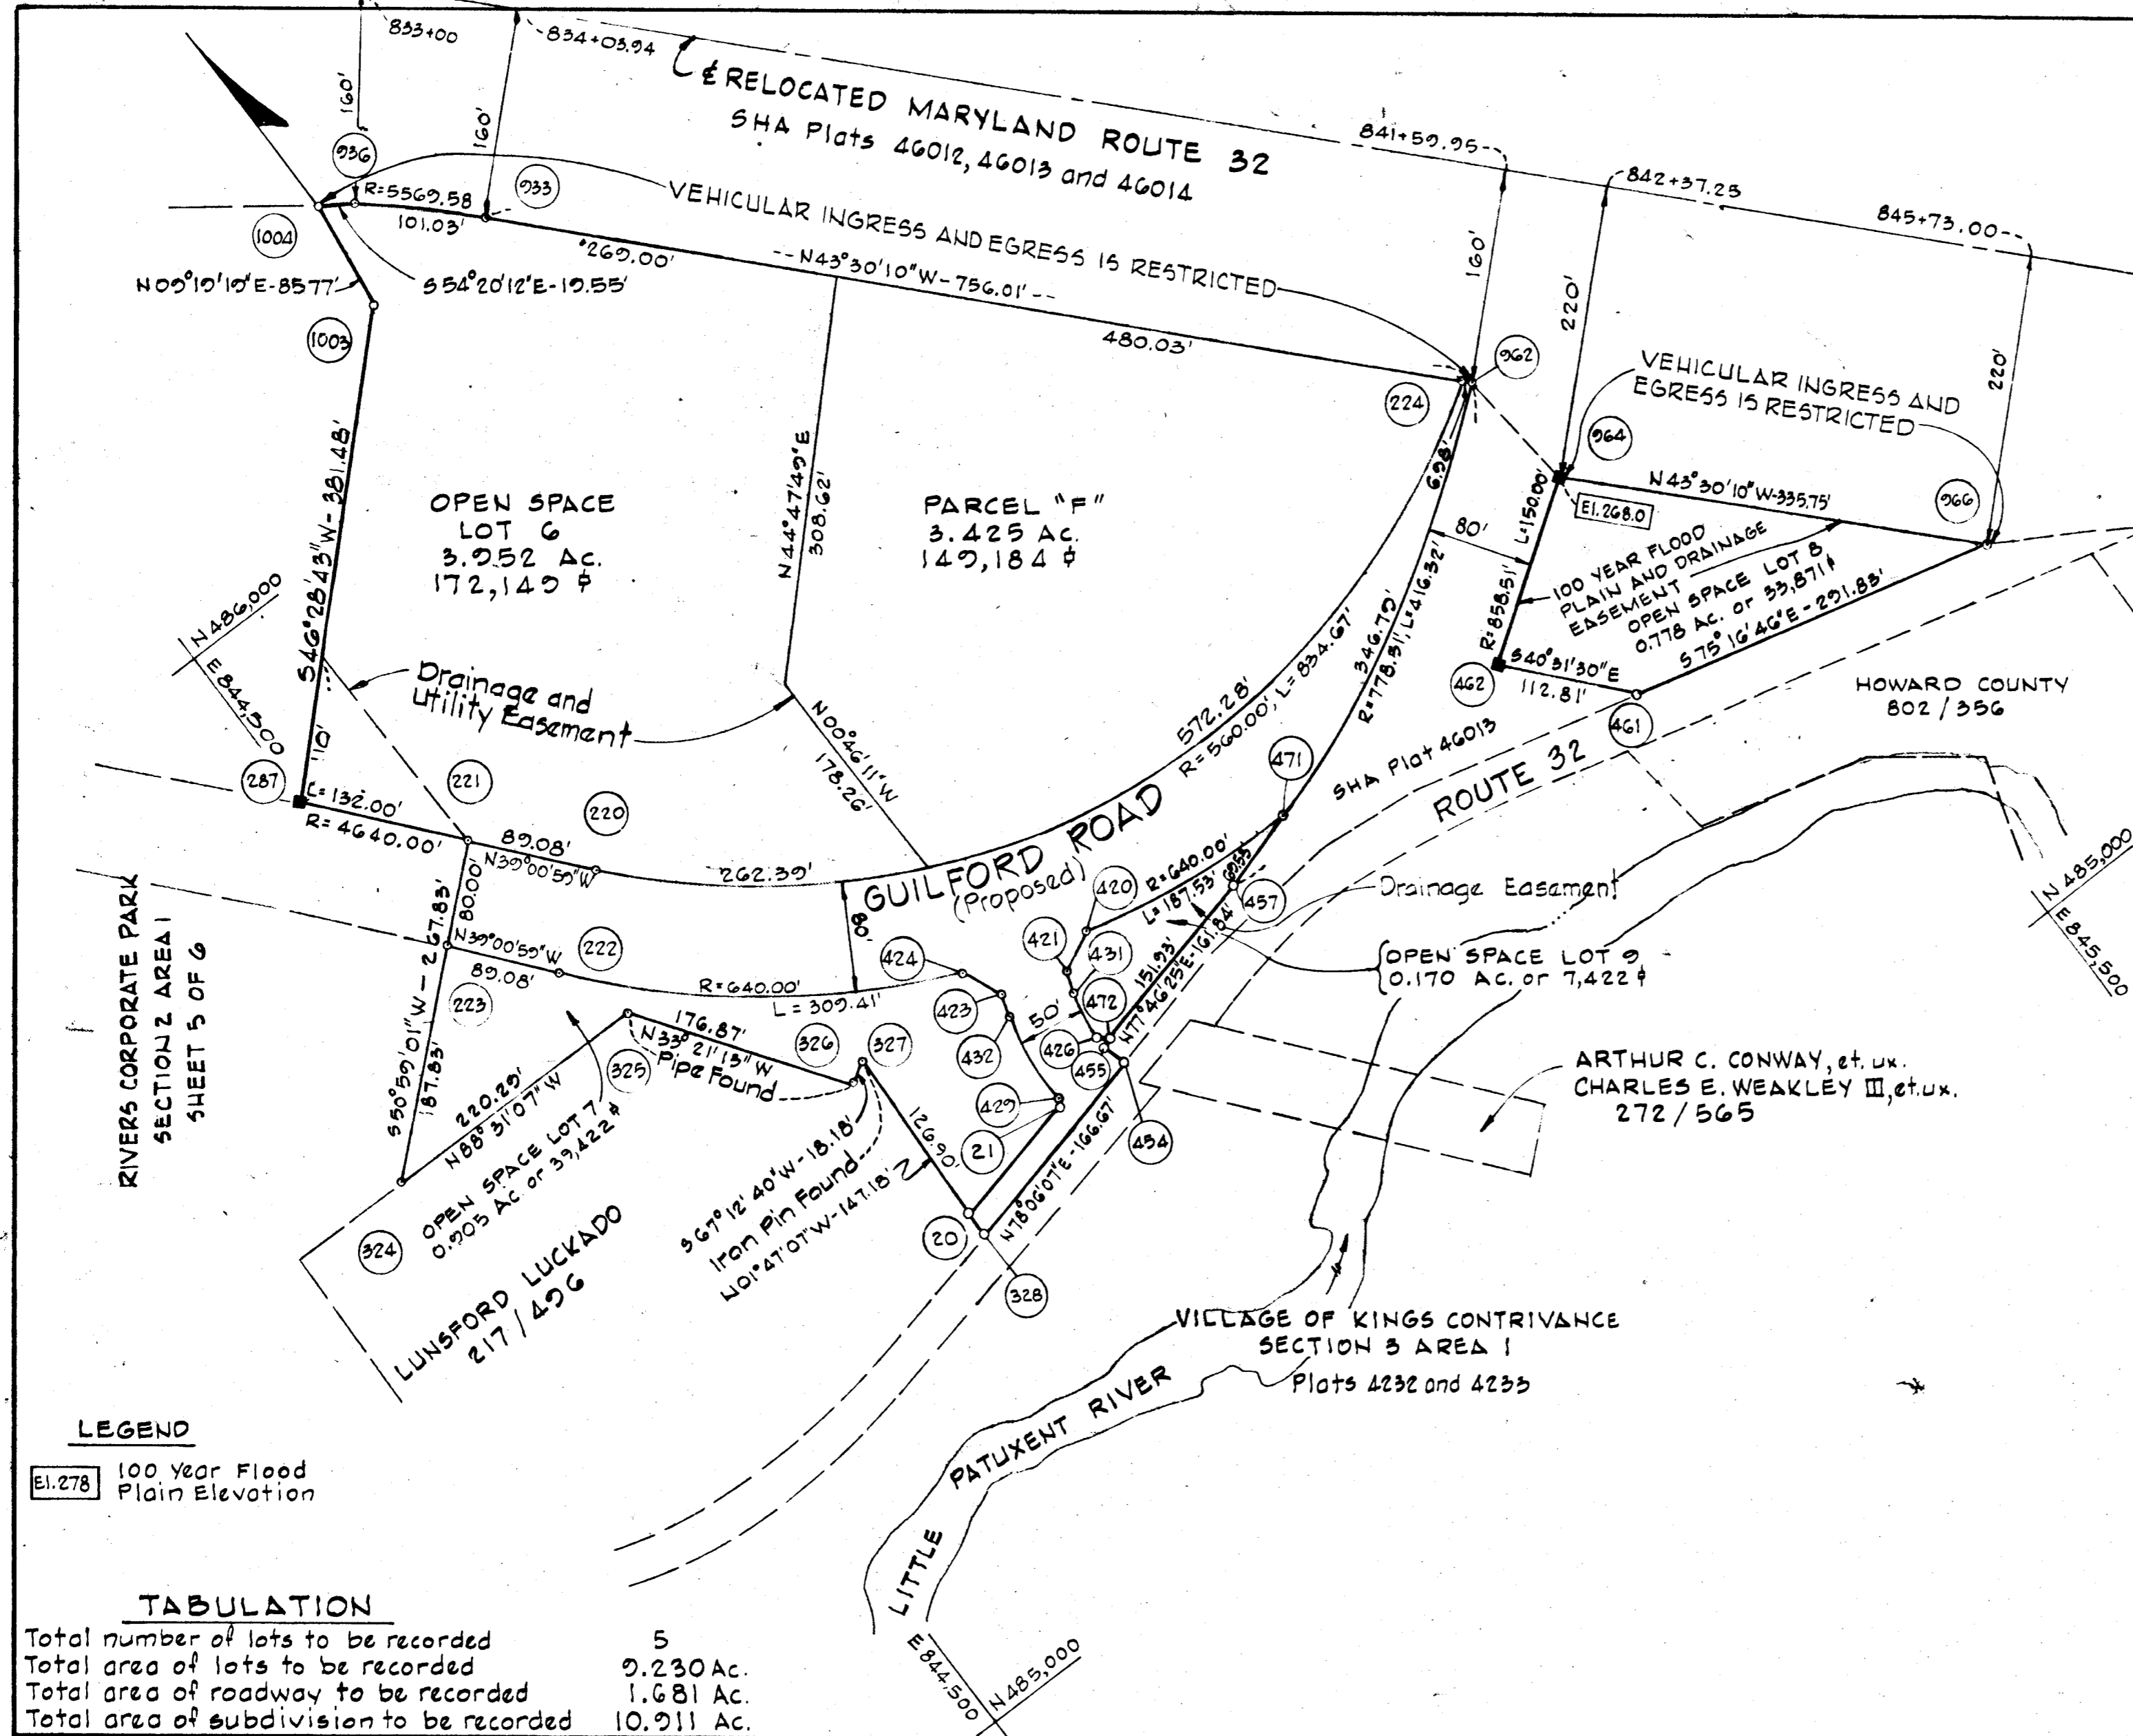 833+00
834+03.94
℄ RELOCATED MARYLAND ROUTE 32
SHA Plats 46012, 46013 and 46014
841+59.95
842+37.25
845+73.00
160'
160'
160'
220'
220'
936
933
R=5569.58
101.03'
1004
N09°19'19"E-85.77'
S54°20'12"E-19.55'
1003
VEHICULAR INGRESS AND EGRESS IS RESTRICTED
269.00'
N43°30'10"W-756.01'
480.03'
962
224
964
VEHICULAR INGRESS AND
EGRESS IS RESTRICTED
N43°30'10"W-335.75'
966
El.268.0
S46°28'43"W-381.48'
110'
OPEN SPACE
LOT 6
3.952 AC.
172,149 ⏍
N44°47'49"E
308.62'
PARCEL "F"
3.425 AC.
149,184 ⏍
6.98'
80'
L=150.00'
R=858.51'
100 YEAR FLOOD
PLAIN AND DRAINAGE
EASEMENT
OPEN SPACE LOT 8
0.778 AC. or 33,871 ⏍
S75°16'46"E-291.83'
462
S40°31'30"E
112.81'
461
HOWARD COUNTY
802/356
N 486,000
E 844,500
Drainage and
Utility Easement
N00°46'11"W
178.26'
572.28'
R=560.00', L=834.67'
346.79'
R=778.51', L=416.32'
471
SHA Plat 46013
ROUTE 32
287
L=132.00'
R=4640.00'
221
89.08'
N39°00'59"W
220
262.39'
GUILFORD ROAD
(Proposed)
80'
80.00'
S50°59'01"W-267.83'
187.83'
N39°00'59"W
89.08'
222
223
R=640.00'
L=309.41'
424
423
432
421
420
431
R=640.00'
L=187.53'
457
151.93'
N77°46'25"E-161.84'
472
50'
426
455
454
429
21
Drainage Easement
OPEN SPACE LOT 9
0.170 AC. or 7,422 ⏍
N 485,000
E 845,500
RIVERS CORPORATE PARK
SECTION 2 AREA 1
SHEET 5 OF 6
176.87'
N33°21'13"W
Pipe Found
325
326
327
220.29'
N88°31'07"W
OPEN SPACE LOT 7
0.905 AC. or 39,422 ⏍
324
LUNSFORD LUCKADO
217/496
S67°12'40"W-18.18'
Iron Pin Found
N01°47'07"W-147.18'
126.90'
20
328
N78°06'07"E-166.67'
ARTHUR C. CONWAY, et. ux.
CHARLES E. WEAKLEY III, et. ux.
272/565
VILLAGE OF KINGS CONTRIVANCE
SECTION 3 AREA 1
Plats 4232 and 4233
LITTLE PATUXENT RIVER
E 844,500
N 485,000
LEGEND
El.278 100 Year Flood
Plain Elevation
TABULATION
Total number of lots to be recorded 5
Total area of lots to be recorded 9.230 Ac.
Total area of roadway to be recorded 1.681 Ac.
Total area of subdivision to be recorded 10.911 Ac.